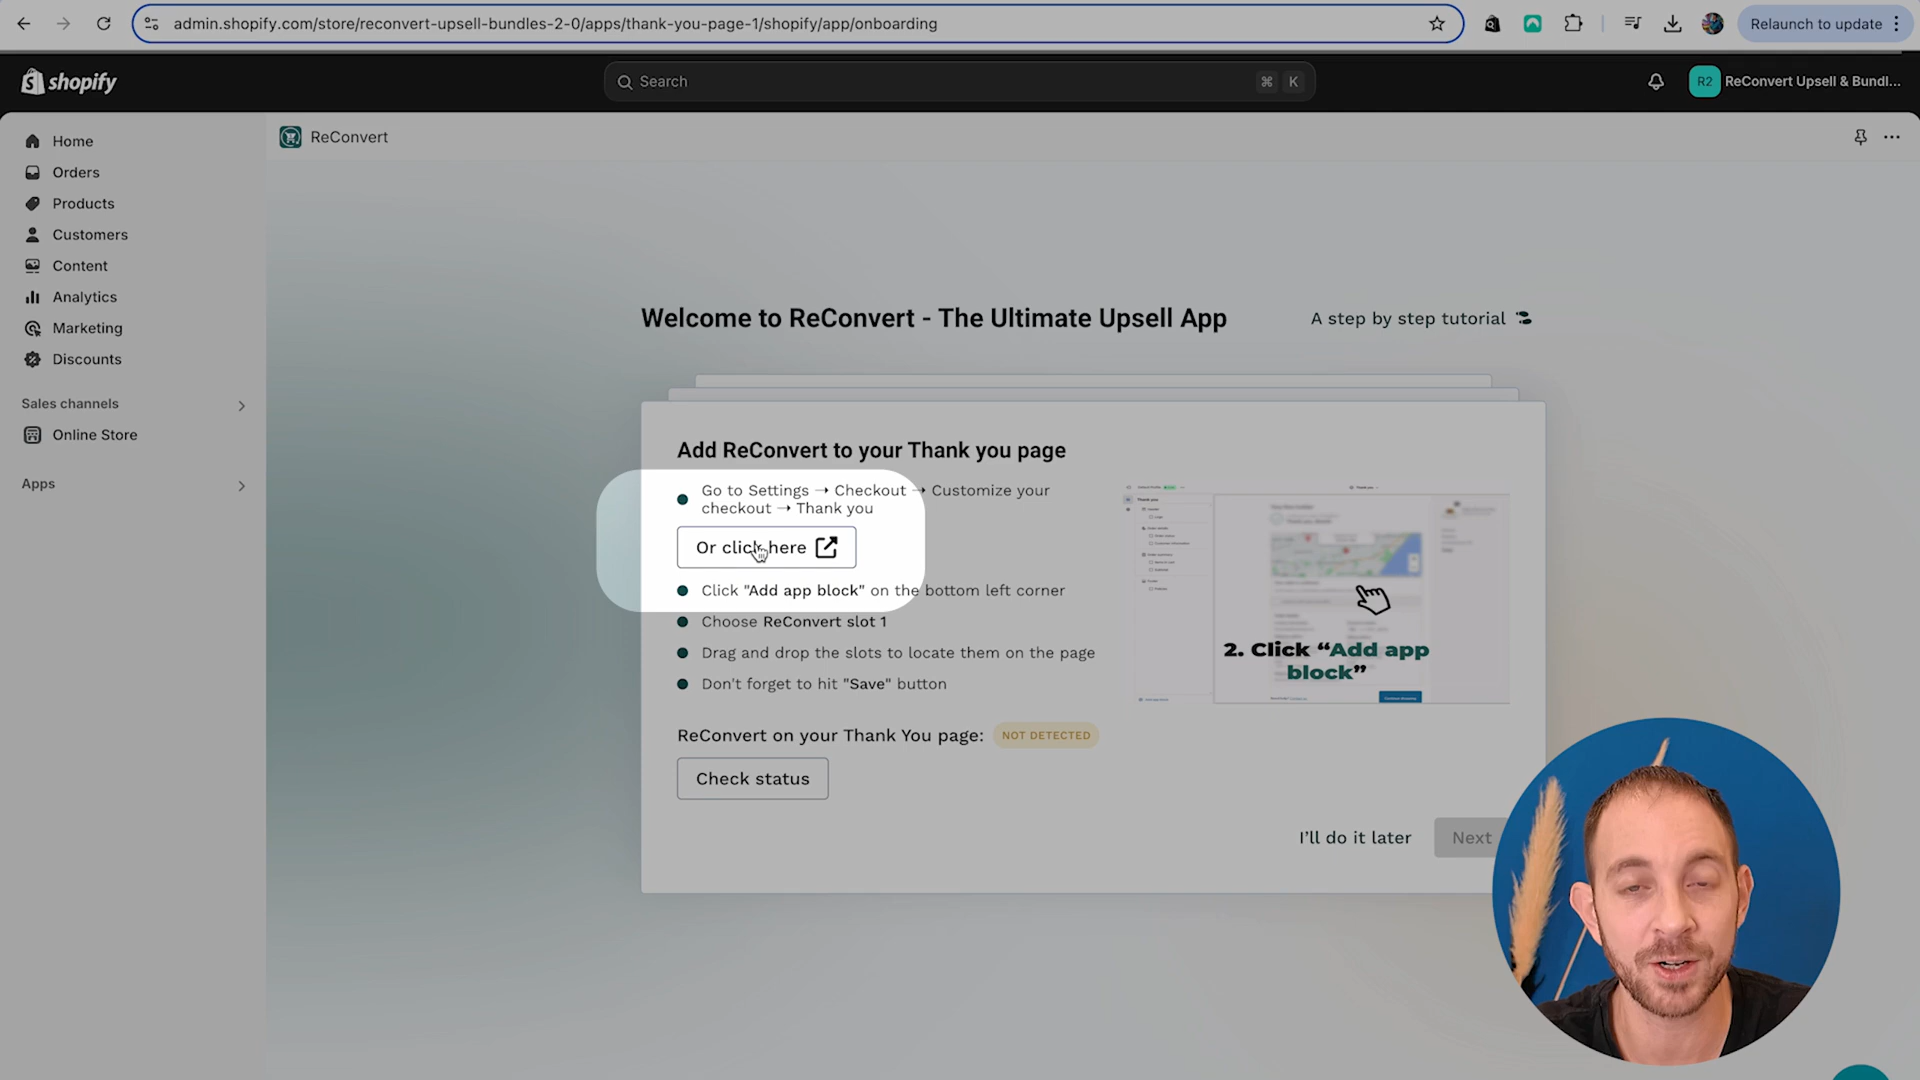 admin.shopify.com/store/reconvert-upsell-bundles-2-0/apps/thank-you-page-1/shopify/app/onboarding
Relaunch to update
shopify
Search
⌘ K
R2
ReConvert Upsell & Bundl...
Home
Orders
Products
Customers
Content
Analytics
Marketing
Discounts
Sales channels
Online Store
Apps
ReConvert
Welcome to ReConvert - The Ultimate Upsell App
A step by step tutorial
Add ReConvert to your Thank you page
Go to Settings → Checkout → Customize your
checkout → Thank you
Or click here
Click "Add app block" on the bottom left corner
Choose ReConvert slot 1
Drag and drop the slots to locate them on the page
Don't forget to hit "Save" button
2. Click “Add app
block”
ReConvert on your Thank You page:
NOT DETECTED
Check status
I’ll do it later
Next